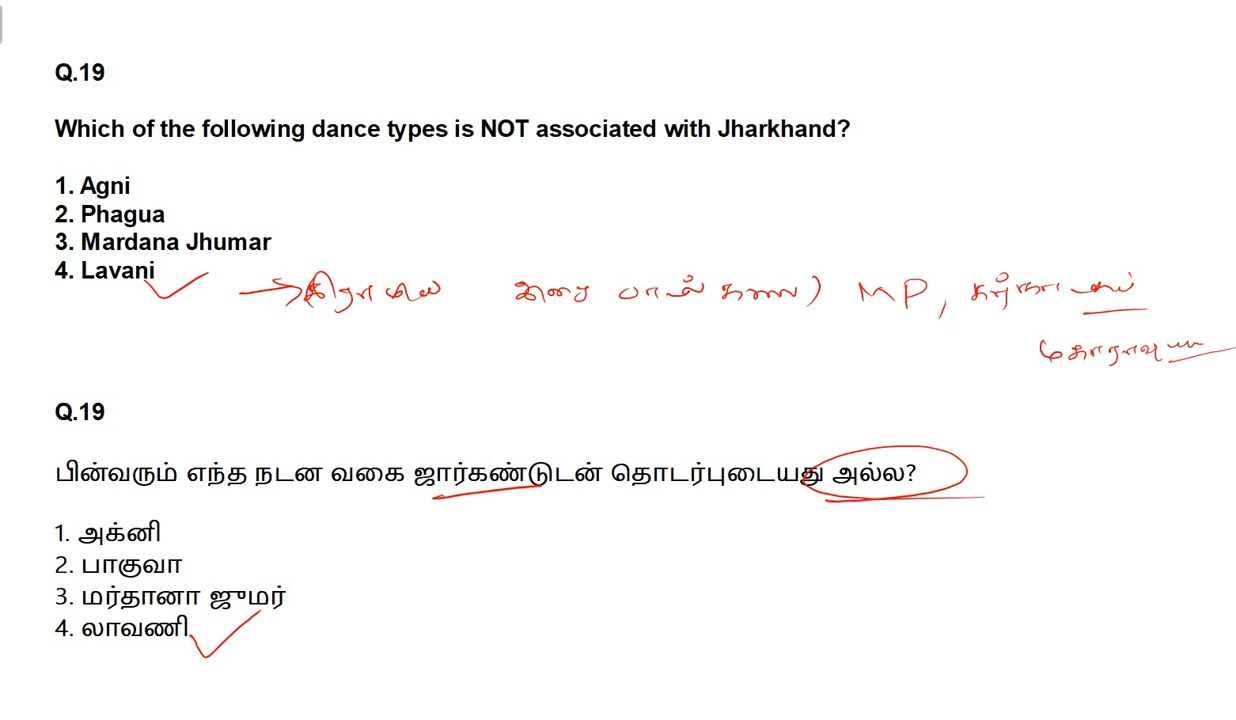 Q.19
Which of the following dance types is NOT associated with Jharkhand?
1. Agni
2. Phagua
3. Mardana Jhumar
4. Lavani
கிராமிய இசை MP,
Q.19
பின்வரும் எந்த நடன வகை ஜார்கண்டுடன் தொடர்புடையது அல்ல?
1. அக்னி
2. பாகுவா
3. மர்தானா ஜுமர்
4. லாவணி